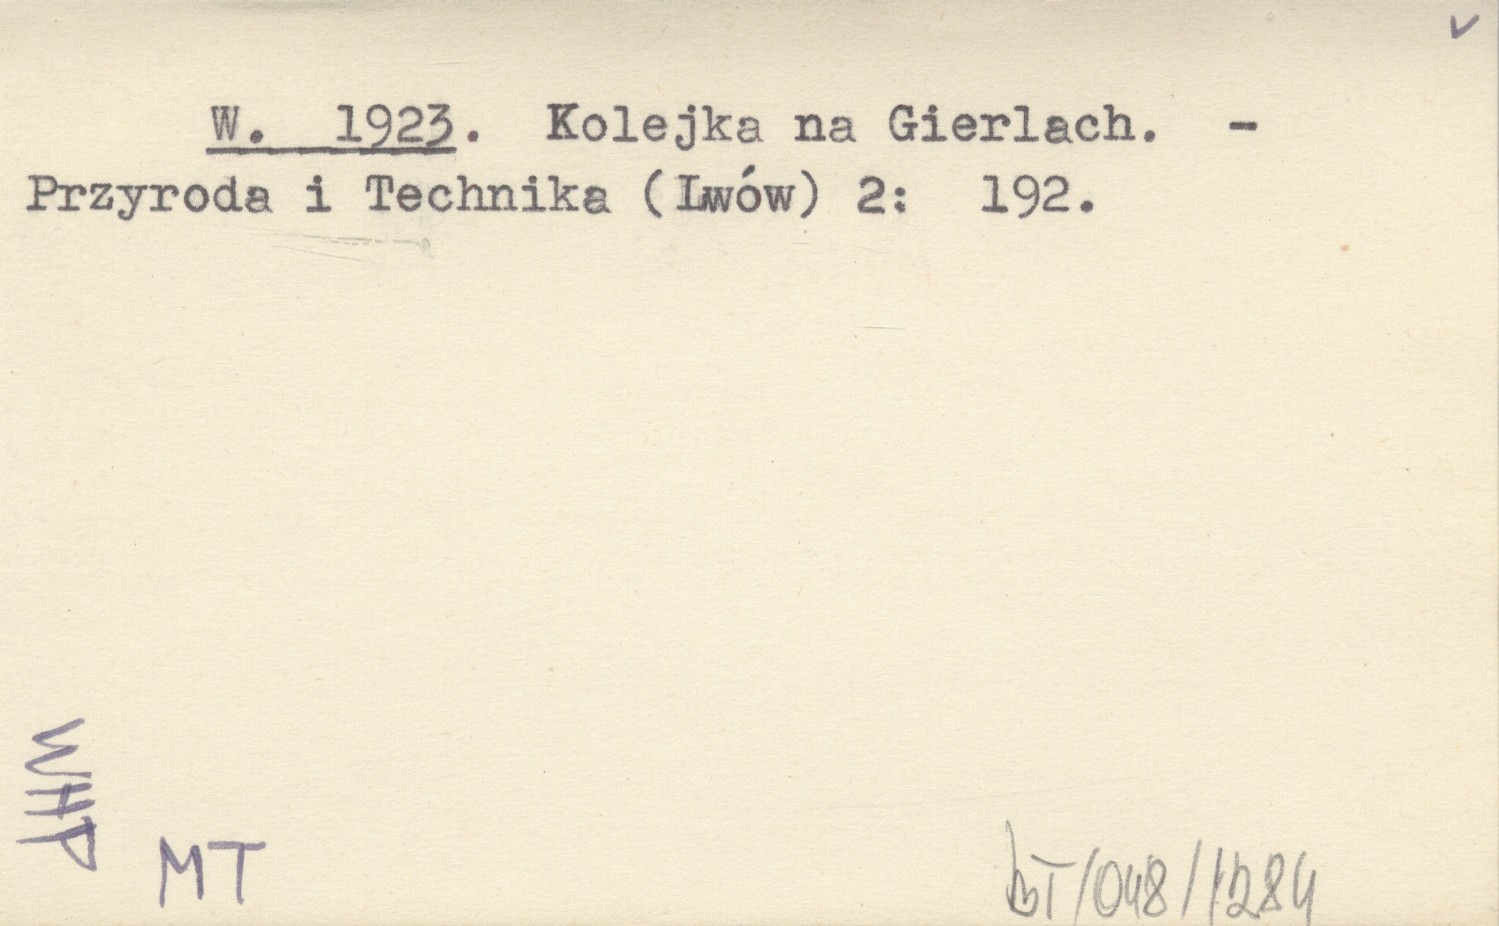 W. 1923. Kolejka na Gierlach. -
Przyroda i Technika (Lwów) 2: 192.
WHP
MT
bT/048/1284